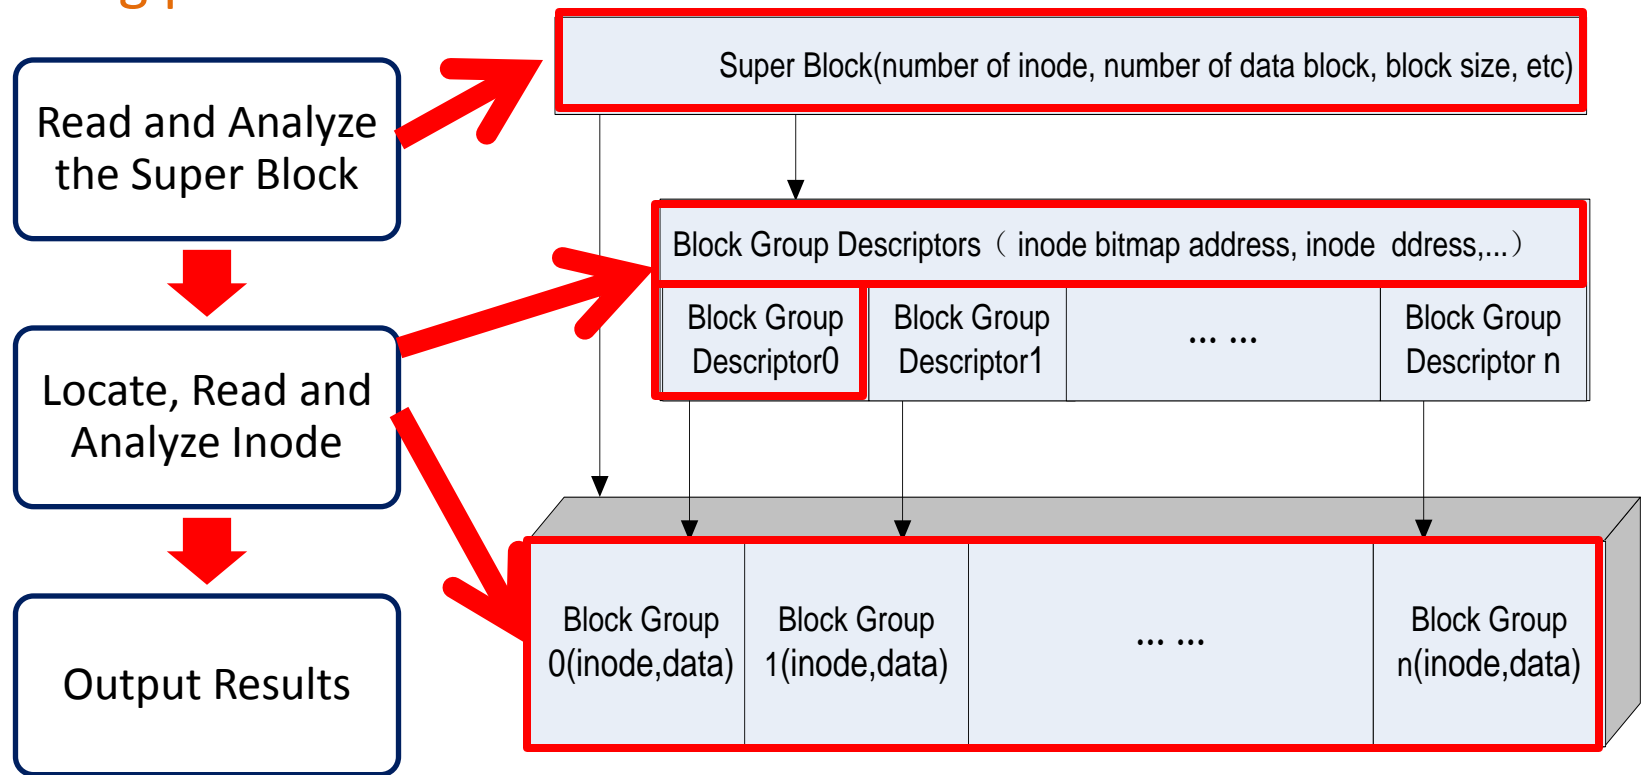 Read and Analyze
the Super Block
Locate, Read and
Analyze Inode
Output Results
Super Block(number of inode, number of data block, block size, etc)
Block Group Descriptors（ inode bitmap address, inode  ddress,...）
Block Group
Descriptor0
Block Group
Descriptor1
... ...
Block Group
Descriptor n
Block Group
0(inode,data)
Block Group
1(inode,data)
... ...
Block Group
n(inode,data)